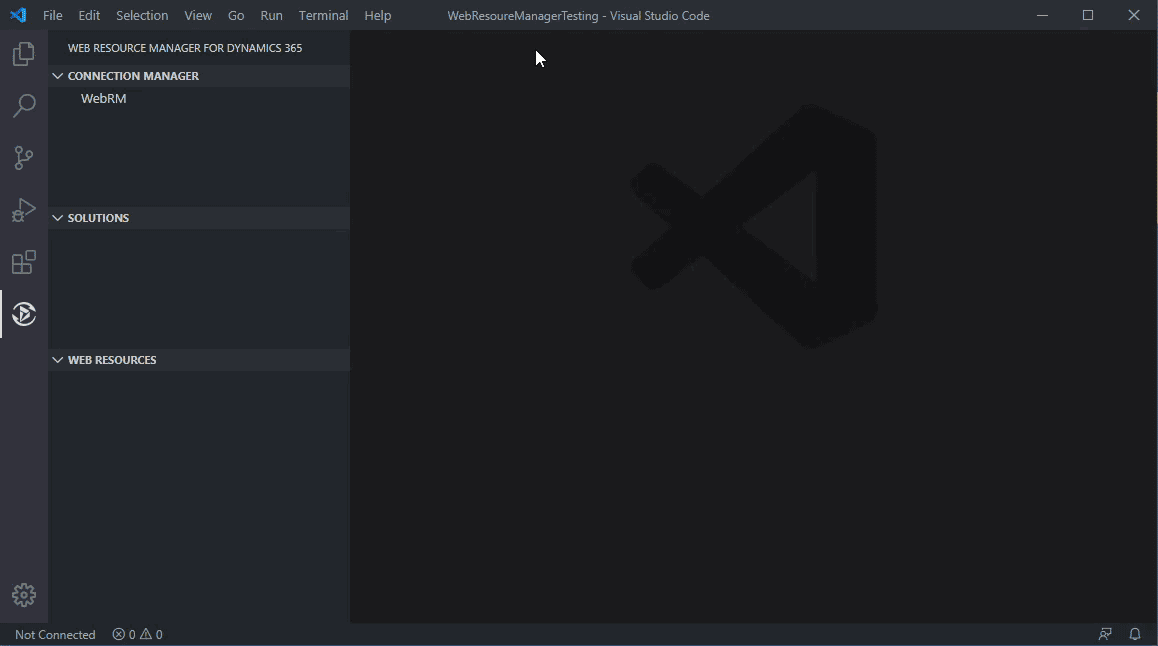 File Edit Selection View Go Run Terminal Help WebResoureManagerTesting - Visual Studio Code
WEB RESOURCE MANAGER FOR DYNAMICS 365
CONNECTION MANAGER
WebRM
SOLUTIONS
WEB RESOURCES
Not Connected 0 0